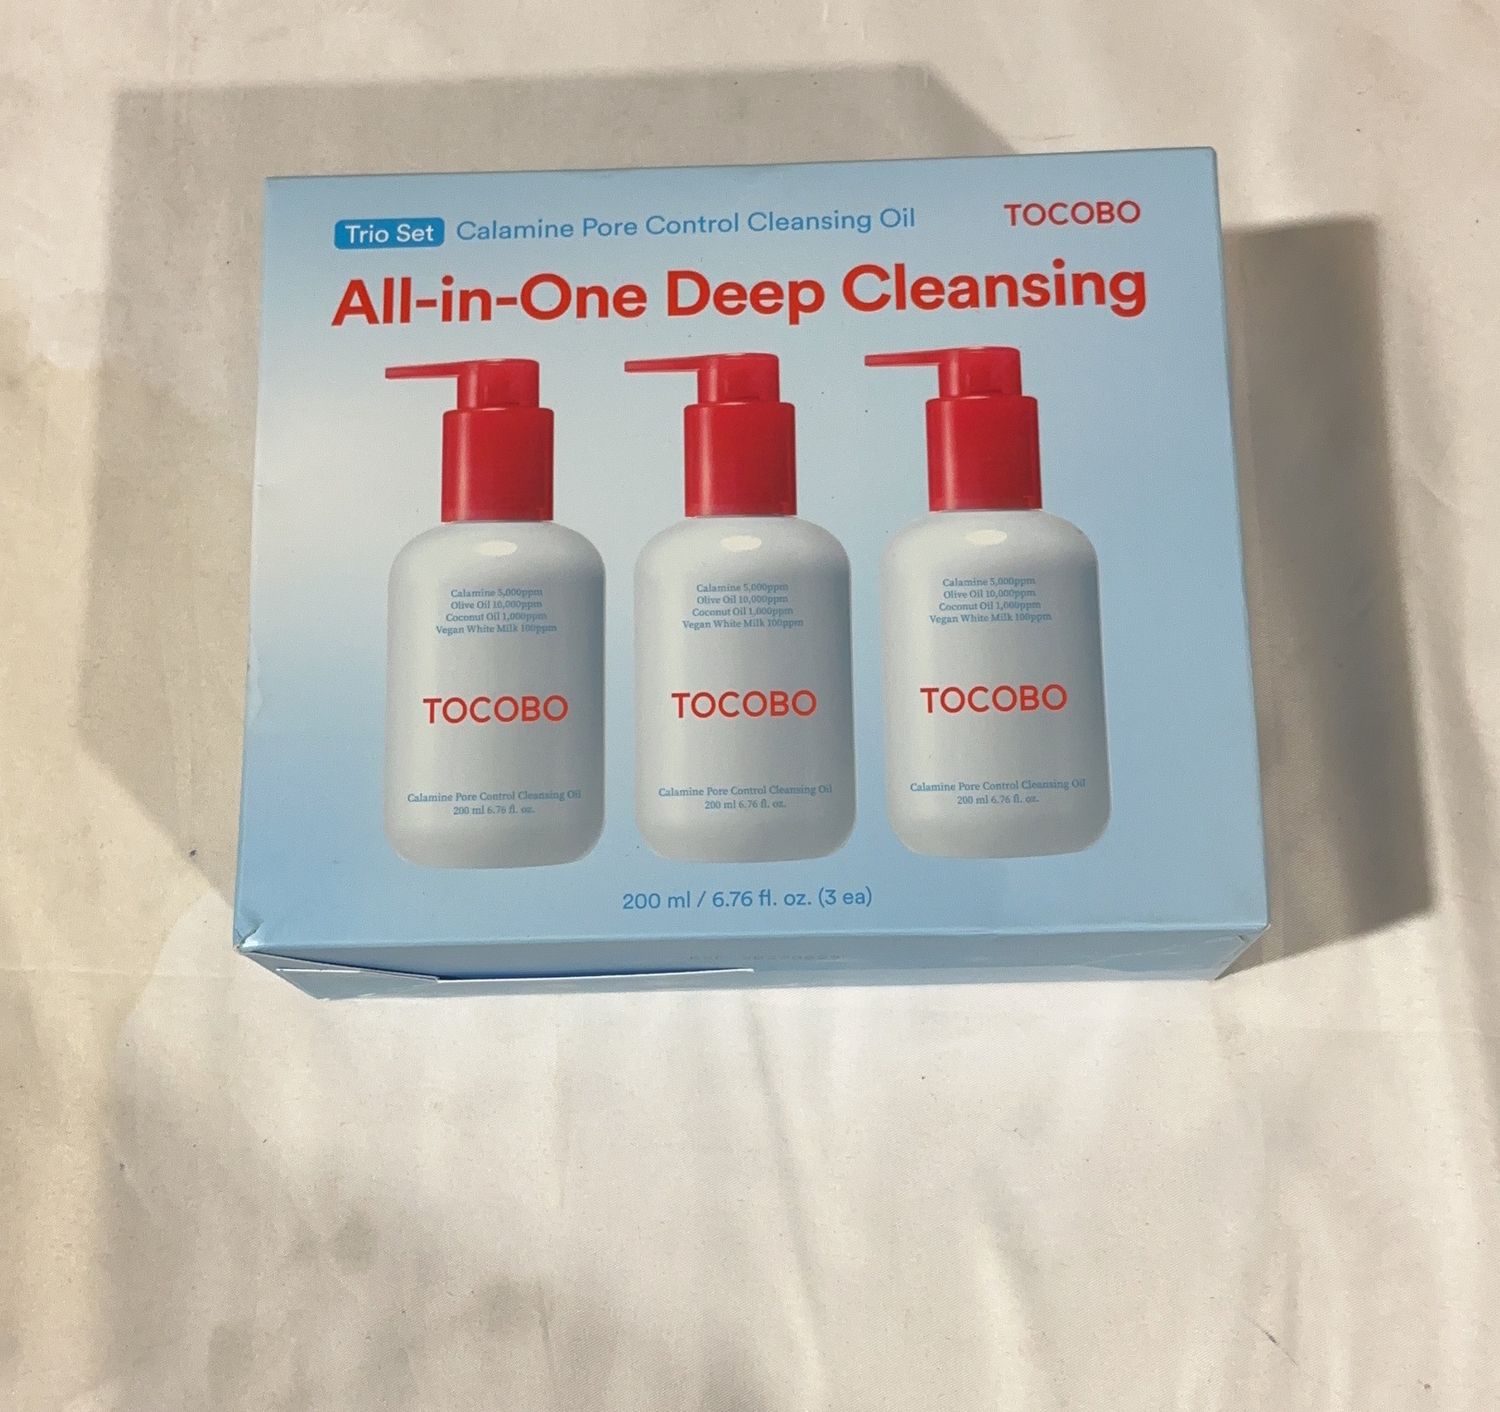 Trio Set Calamine Pore Control Cleansing Oil TOCOBO
All-in-One Deep Cleansing
Calamine 5,000ppm
Olive Oil 10,000ppm
Coconut Oil 1,000ppm
Vegan White Milk 100ppm
TOCOBO
Calamine Pore Control Cleansing Oil
200 ml 6.76 fl. oz.
Calamine 5,000ppm
Olive Oil 10,000ppm
Coconut Oil 1,000ppm
Vegan White Milk 100ppm
TOCOBO
Calamine Pore Control Cleansing Oil
200 ml 6.76 fl. oz.
Calamine 5,000ppm
Olive Oil 10,000ppm
Coconut Oil 1,000ppm
Vegan White Milk 100ppm
TOCOBO
Calamine Pore Control Cleansing Oil
200 ml 6.76 fl. oz.
200 ml / 6.76 fl. oz. (3 ea)